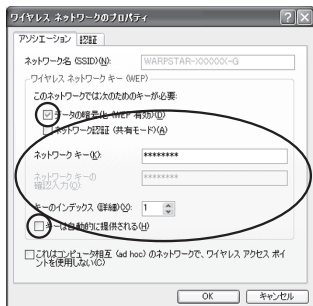 ワイヤレス ネットワークのプロパティ
アソシエーション 認証
ネットワーク名 (SSID)(N): WARPSTAR-XXXXXX-G
ワイヤレス ネットワーク キー (WEP)
このネットワークでは次のためのキーが必要:
データの暗号化 (WEP 有効)(D)
ネットワーク認証 (共有モード)(A)
ネットワーク キー(K): ********
ネットワーク キーの
確認入力(O): ********
キーのインデックス (詳細)(X): 1
キーは自動的に提供される(H)
これはコンピュータ相互 (ad hoc) のネットワークで、ワイヤレス アクセス ポイ
ントを使用しない(C)
OK キャンセル